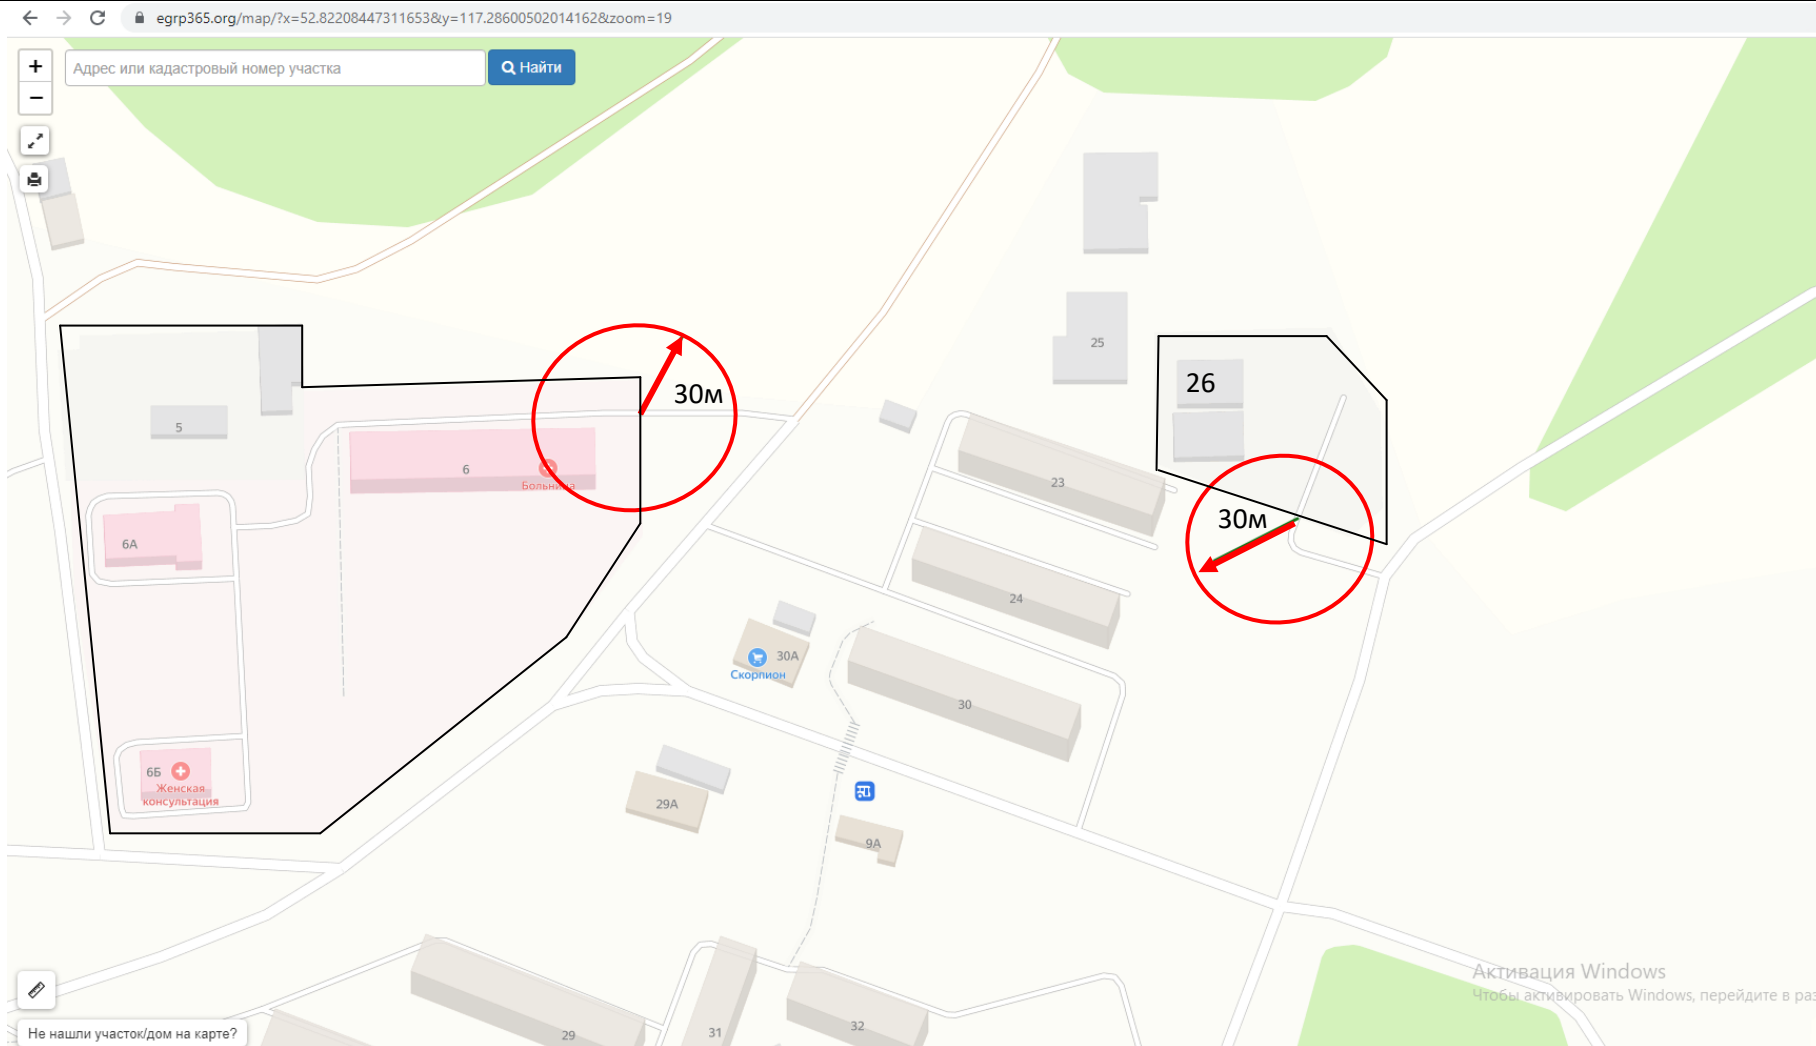 egrp365.org/map/?x=52.82208447311653&y=117.28600502014162&zoom=19
+
Адрес или кадастровый номер участка
Найти
−
25
26
30м
5
6
Больница
23
30м
6А
24
30А
Скорпион
30
6Б
Женская
консультация
29А
9А
Активация Windows
Чтобы активировать Windows, перейдите в раз
29
31
32
Не нашли участок/дом на карте?